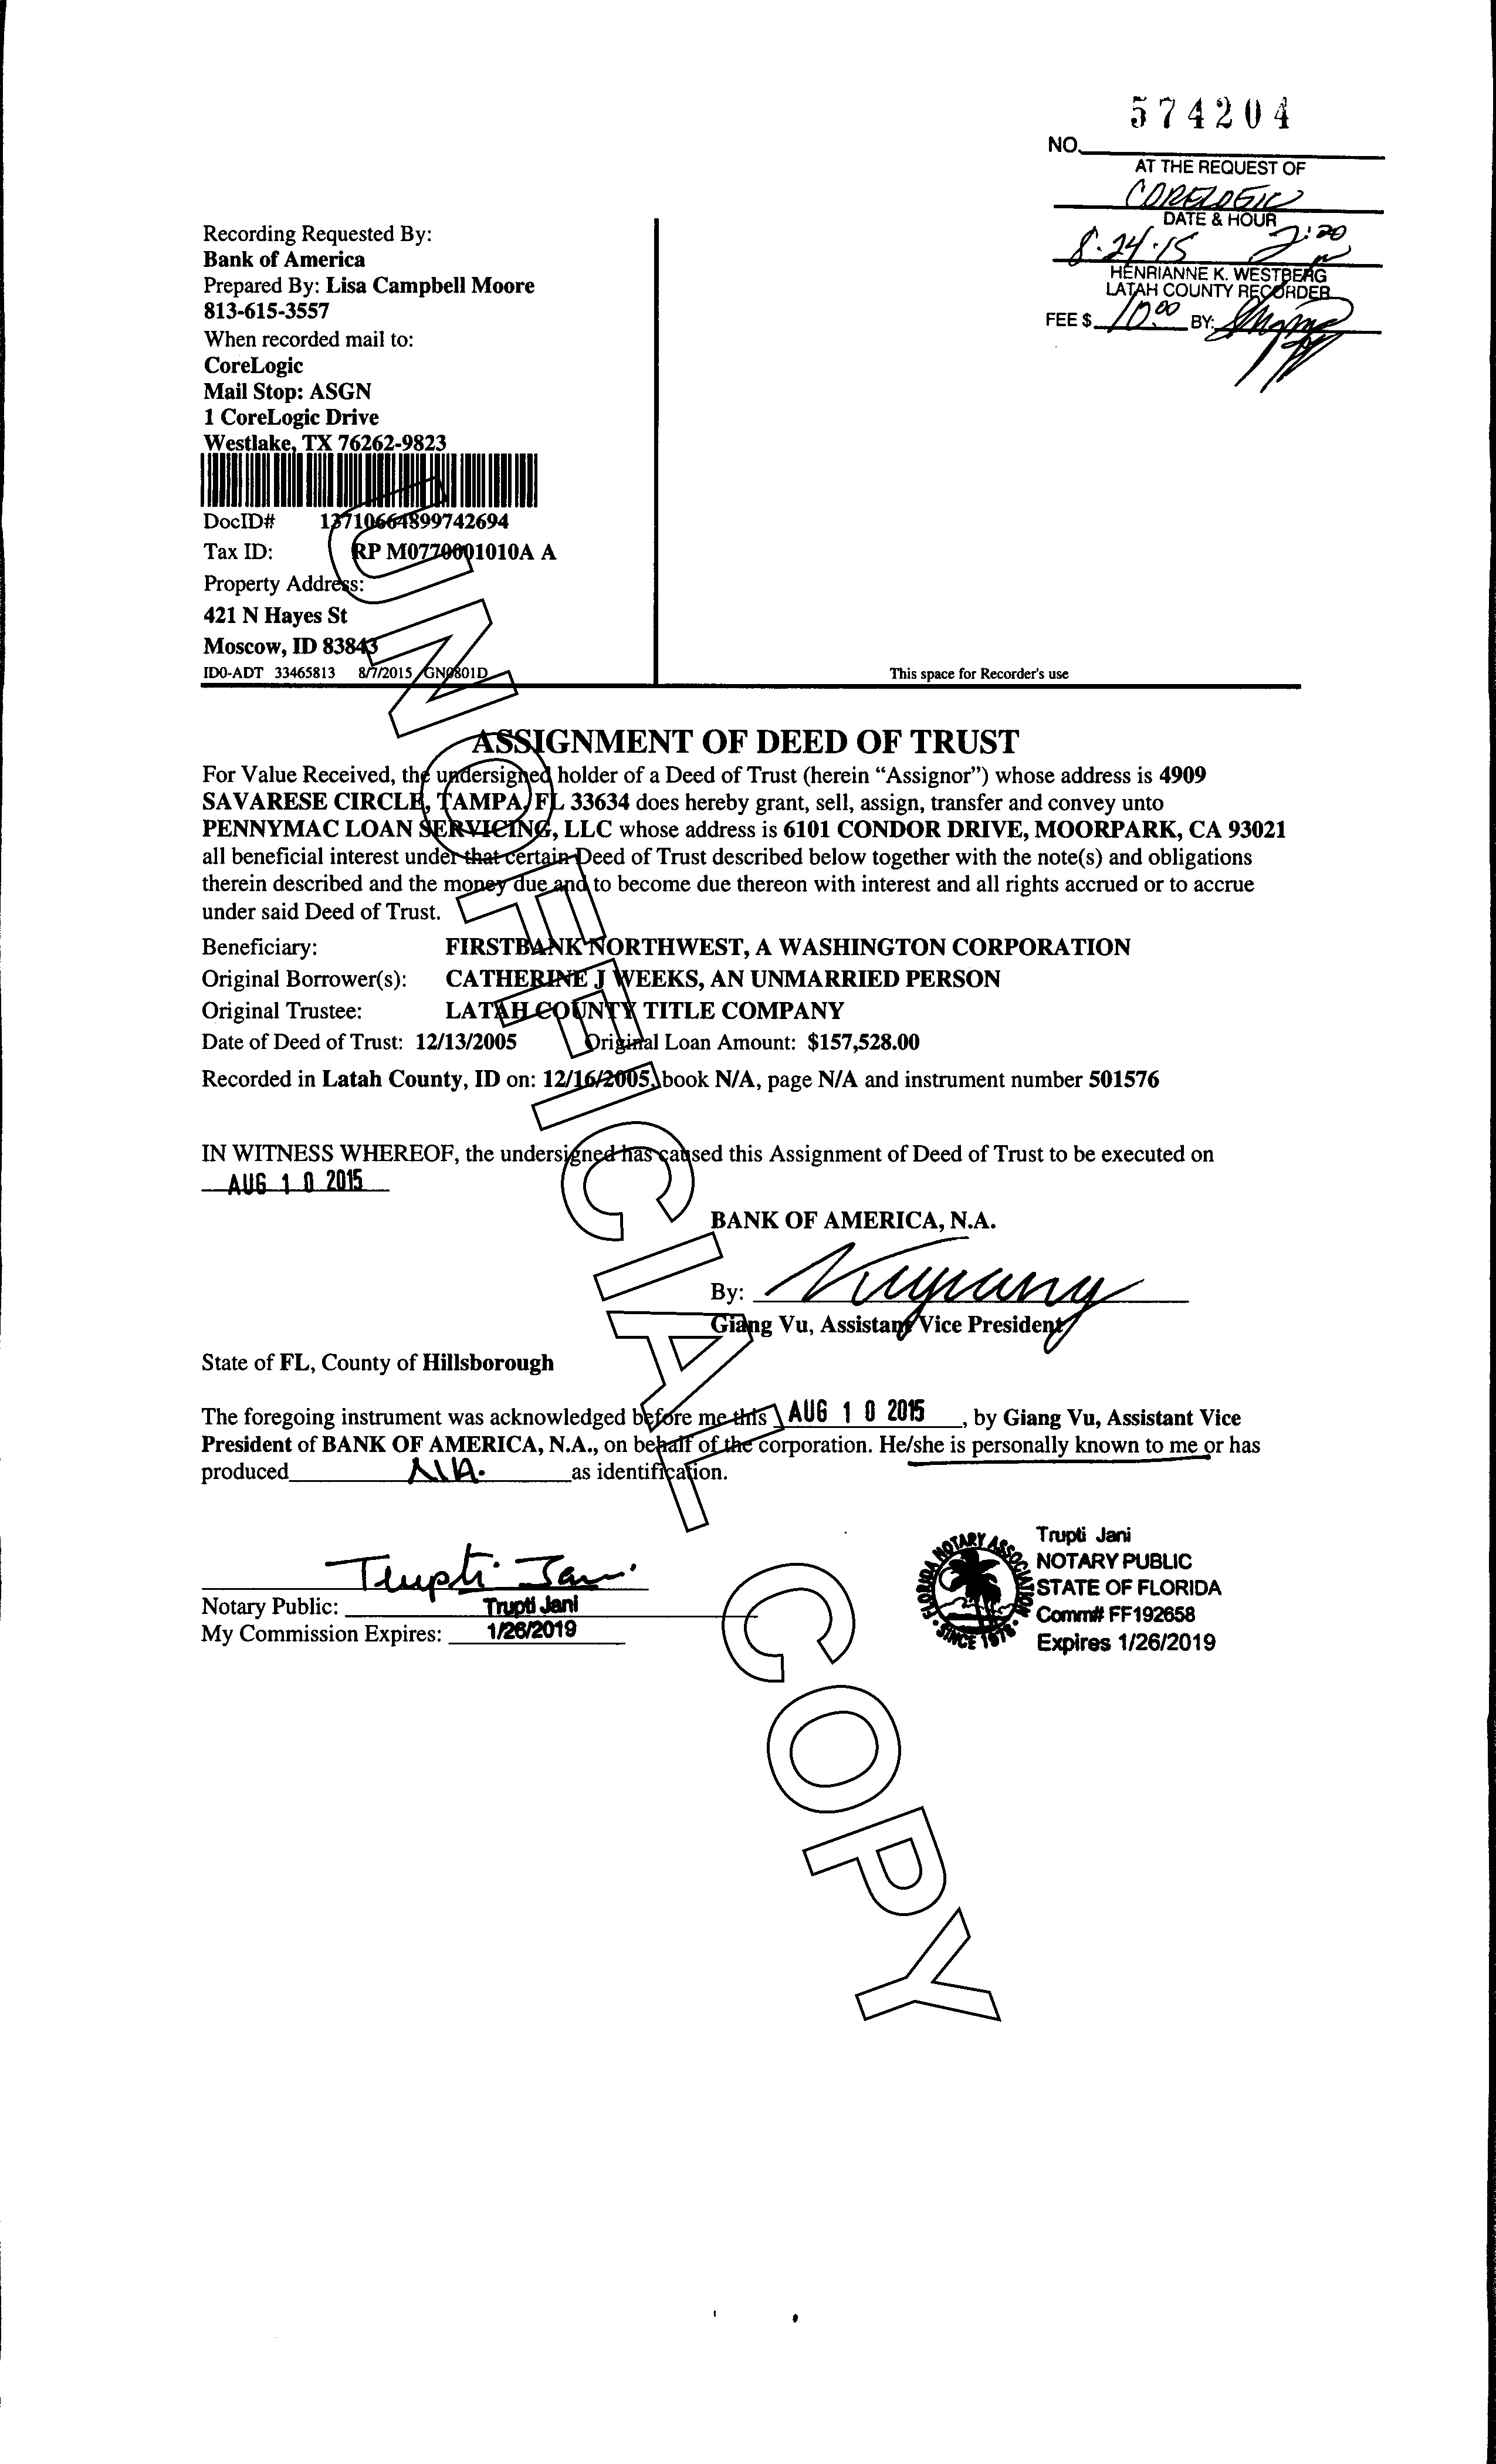 574204
NO.
AT THE REQUEST OF
CORELOGIC
DATE & HOUR
8-24-15 2:20
HENRIANNE K. WESTBERG
LATAH COUNTY RECORDER
FEE $ 10.00 BY:
Recording Requested By:
Bank of America
Prepared By: Lisa Campbell Moore
813-615-3557
When recorded mail to:
CoreLogic
Mail Stop: ASGN
1 CoreLogic Drive
Westlake, TX 76262-9823
DocID# 13710664899742694
Tax ID: RP M0770001010A A
Property Address:
421 N Hayes St
Moscow, ID 83843
ID0-ADT 33465813 8/7/2015 GN0801D
This space for Recorder's use
ASSIGNMENT OF DEED OF TRUST
For Value Received, the undersigned holder of a Deed of Trust (herein “Assignor”) whose address is 4909
SAVARESE CIRCLE, TAMPA, FL 33634 does hereby grant, sell, assign, transfer and convey unto
PENNYMAC LOAN SERVICING, LLC whose address is 6101 CONDOR DRIVE, MOORPARK, CA 93021
all beneficial interest under that certain Deed of Trust described below together with the note(s) and obligations
therein described and the money due and to become due thereon with interest and all rights accrued or to accrue
under said Deed of Trust.
Beneficiary: FIRSTBANK NORTHWEST, A WASHINGTON CORPORATION
Original Borrower(s): CATHERINE J WEEKS, AN UNMARRIED PERSON
Original Trustee: LATAH COUNTY TITLE COMPANY
Date of Deed of Trust: 12/13/2005 Original Loan Amount: $157,528.00
Recorded in Latah County, ID on: 12/16/2005, book N/A, page N/A and instrument number 501576
IN WITNESS WHEREOF, the undersigned has caused this Assignment of Deed of Trust to be executed on
AUG 10 2015
BANK OF AMERICA, N.A.
By:
Giang Vu, Assistant Vice President
State of FL, County of Hillsborough
The foregoing instrument was acknowledged before me this AUG 10 2015, by Giang Vu, Assistant Vice
President of BANK OF AMERICA, N.A., on behalf of the corporation. He/she is personally known to me or has
produced N/A. as identification.
Trupti Jani
Notary Public: Trupti Jani
My Commission Expires: 1/26/2019
FLORIDA NOTARY ASSOCIATION
SINCE 1978
Trupti Jani
NOTARY PUBLIC
STATE OF FLORIDA
Comm# FF192658
Expires 1/26/2019
UNOFFICIAL COPY